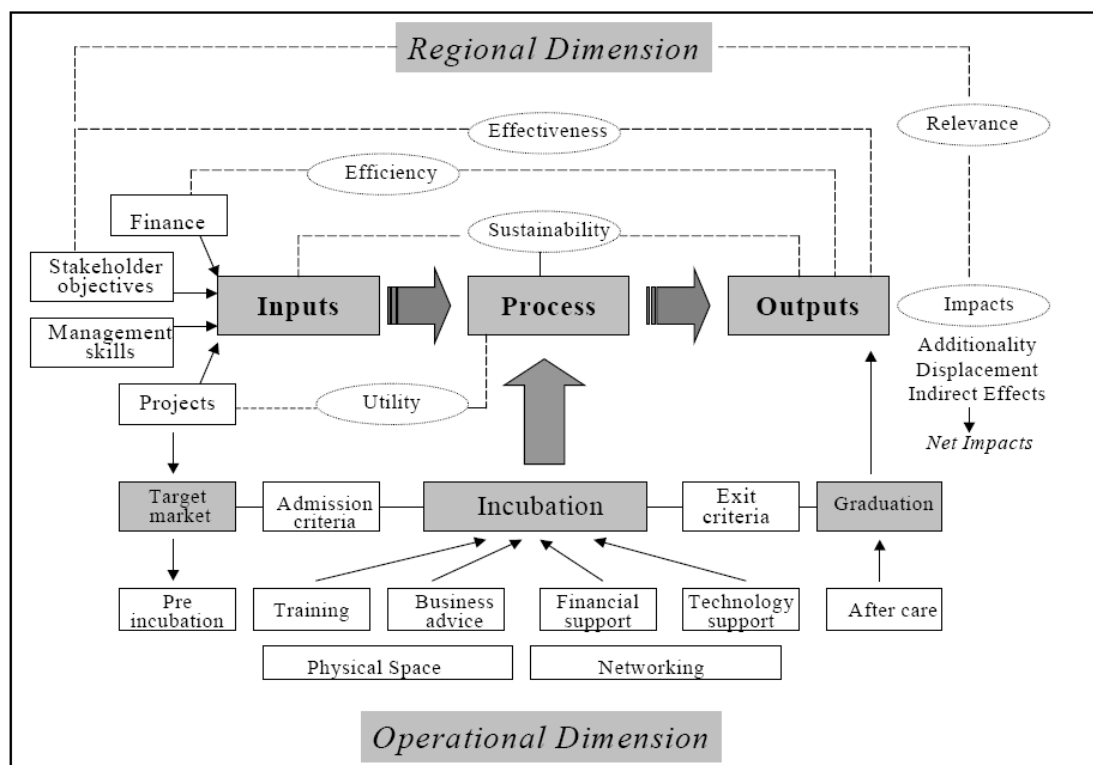 Regional Dimension
Effectiveness
Relevance
Efficiency
Finance
Sustainability
Stakeholder
objectives
Inputs
Process
Outputs
Impacts
Management
skills
Additionality
Displacement
Indirect Effects
Projects
Utility
Net Impacts
Target
market
Admission
criteria
Incubation
Exit
criteria
Graduation
Pre
incubation
Training
Business
advice
Financial
support
Technology
support
After care
Physical Space
Networking
Operational Dimension